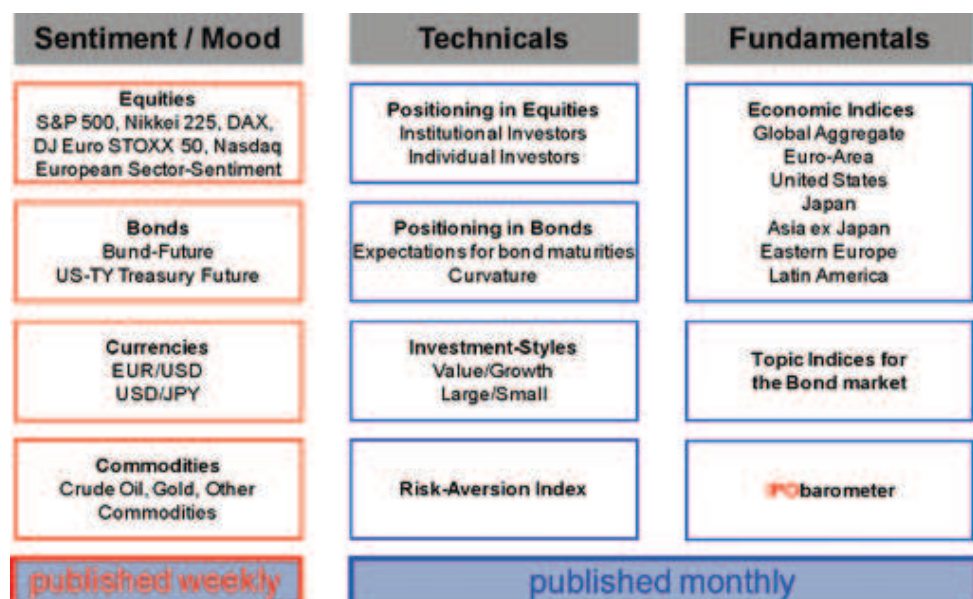 Sentiment / Mood
Equities
S&P 500, Nikkei 225, DAX,
DJ Euro STOXX 50, Nasdaq
European Sector-Sentiment
Bonds
Bund-Future
US-TY Treasury Future
Currencies
EUR/USD
USD/JPY
Commodities
Crude Oil, Gold, Other
Commodities
published weekly
Technicals
Positioning in Equities
Institutional Investors
Individual Investors
Positioning in Bonds
Expectations for bond maturities
Curvature
Investment-Styles
Value/Growth
Large/Small
Risk-Aversion Index
Fundamentals
Economic Indices
Global Aggregate
Euro-Area
United States
Japan
Asia ex Japan
Eastern Europe
Latin America
Topic Indices for
the Bond market
IPObarometer
published monthly